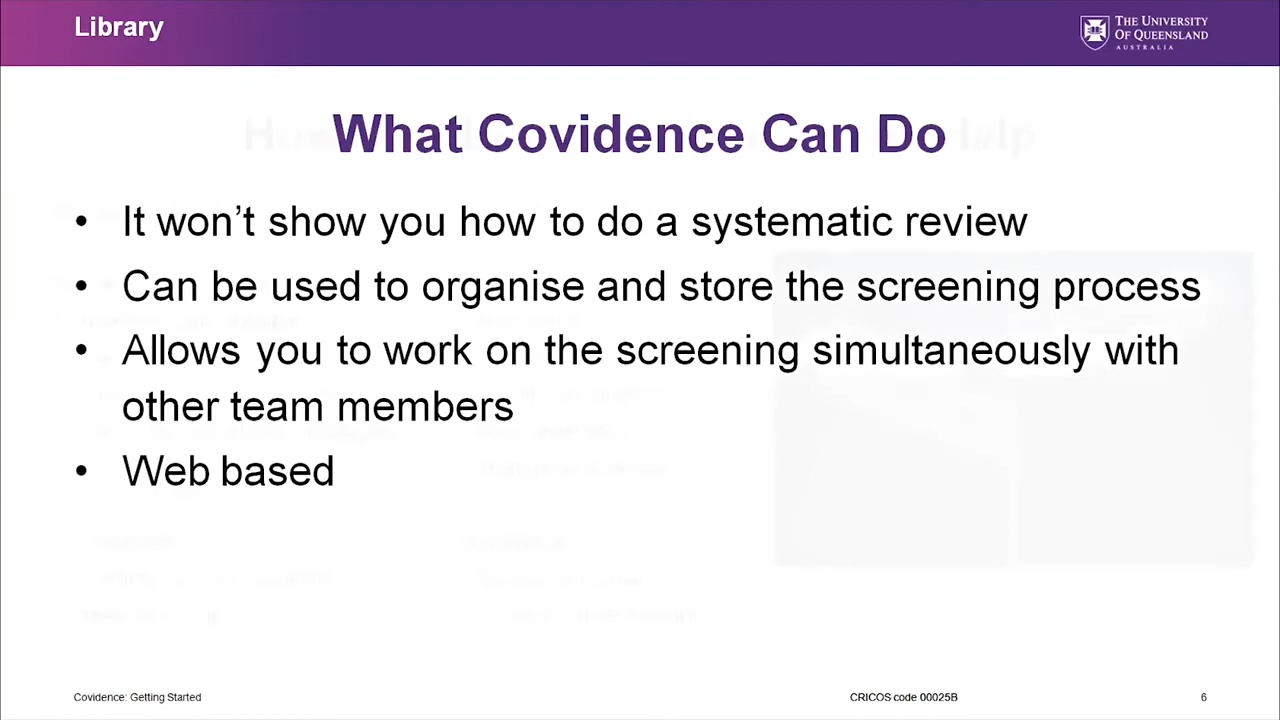 Library
THE UNIVERSITY
OF QUEENSLAND
AUSTRALIA
What Covidence Can Do
• It won’t show you how to do a systematic review
• Can be used to organise and store the screening process
• Allows you to work on the screening simultaneously with
other team members
• Web based
Covidence: Getting Started
CRICOS code 00025B
6